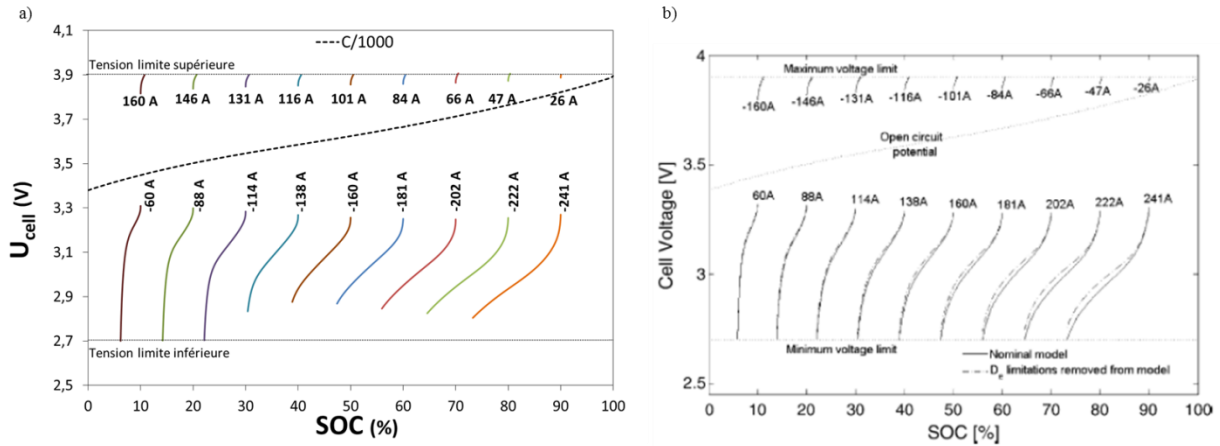 a)
4,1
3,9
3,7
3,5
3,3
3,1
2,9
2,7
2,5
U_cell (V)
C/1000
Tension limite supérieure
160 A 146 A 131 A 116 A 101 A 84 A 66 A 47 A 26 A
-60 A -88 A -114 A -138 A -160 A -181 A -202 A -222 A -241 A
Tension limite inférieure
0 10 20 30 40 50 60 70 80 90 100
SOC (%)
b)
4
3.5
3
2.5
Cell Voltage [V]
Maximum voltage limit
-160A -146A -131A -116A -101A -84A -66A -47A -26A
Open circuit
potential
60A 88A 114A 138A 160A 181A 202A 222A 241A
Minimum voltage limit
Nominal model
D_e limitations removed from model
0 10 20 30 40 50 60 70 80 90 100
SOC [%]